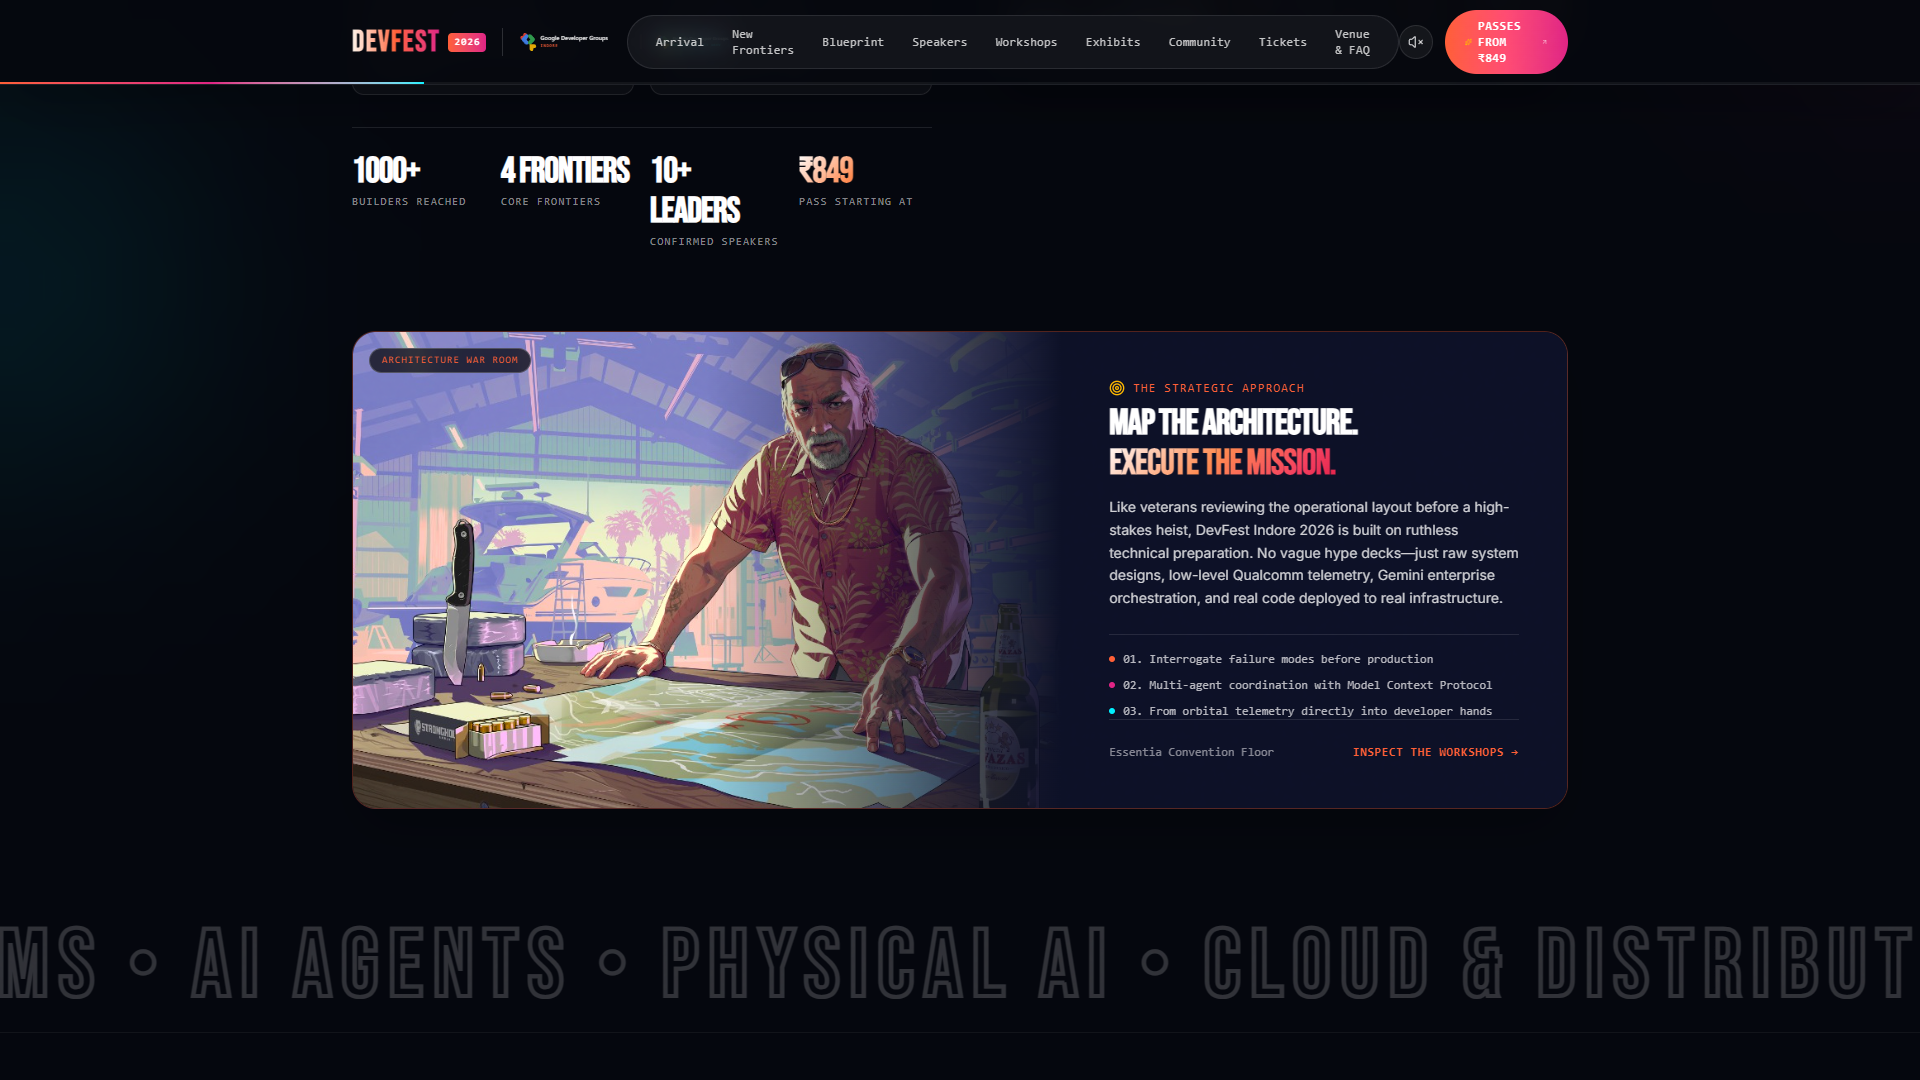 DEVFEST 2026 Google Developer Groups
INDORE
Arrival
New
Frontiers
Blueprint
Speakers
Workshops
Exhibits
Community
Tickets
Venue
& FAQ
PASSES
FROM
₹849
1000+
BUILDERS REACHED
4 FRONTIERS
CORE FRONTIERS
10+
LEADERS
CONFIRMED SPEAKERS
₹849
PASS STARTING AT
ARCHITECTURE WAR ROOM
THE STRATEGIC APPROACH
MAP THE ARCHITECTURE.
EXECUTE THE MISSION.
Like veterans reviewing the operational layout before a high-
stakes heist, DevFest Indore 2026 is built on ruthless
technical preparation. No vague hype decks—just raw system
designs, low-level Qualcomm telemetry, Gemini enterprise
orchestration, and real code deployed to real infrastructure.
01. Interrogate failure modes before production
02. Multi-agent coordination with Model Context Protocol
03. From orbital telemetry directly into developer hands
Essentia Convention Floor
INSPECT THE WORKSHOPS →
MS • AI AGENTS • PHYSICAL AI • CLOUD & DISTRIBUT